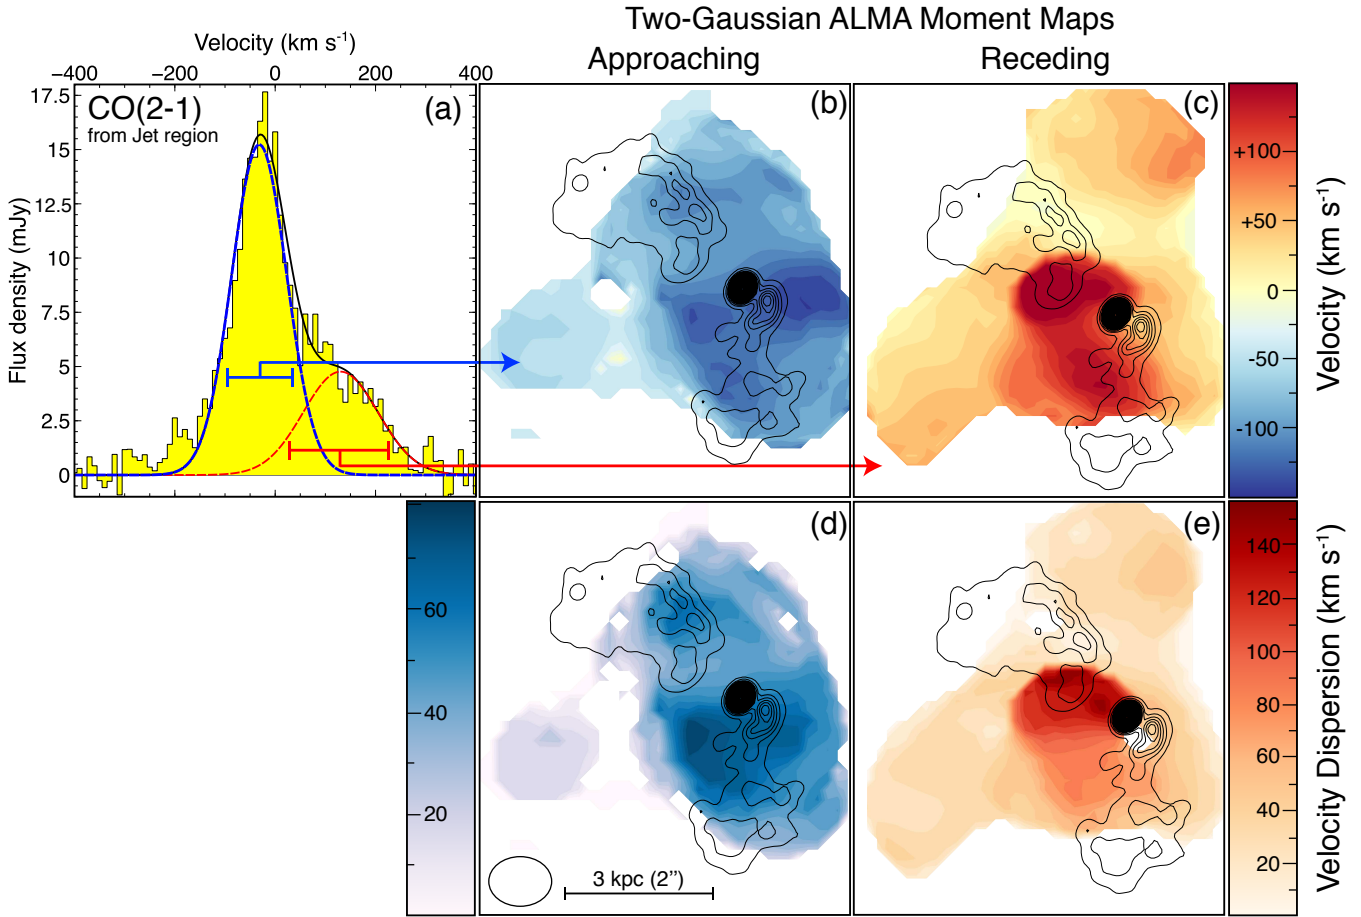 Two-Gaussian ALMA Moment Maps
Velocity (km s⁻¹)
Approaching
Receding
−400 −200 0 200 400
CO(2-1)
from Jet region
(a)
(b)
(c)
17.5
15
12.5
10
7.5
5
2.5
0
Flux density (mJy)
+100
+50
0
-50
-100
Velocity (km s⁻¹)
(d)
(e)
60
40
20
3 kpc (2”)
140
120
100
80
60
40
20
Velocity Dispersion (km s⁻¹)